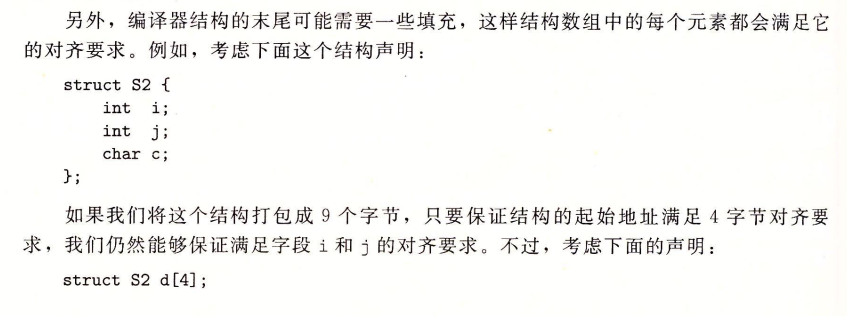 另外，编译器结构的末尾可能需要一些填充，这样结构数组中的每个元素都会满足它
的对齐要求。例如，考虑下面这个结构声明：
struct S2 {
int i;
int j;
char c;
};
如果我们将这个结构打包成 9 个字节，只要保证结构的起始地址满足 4 字节对齐要
求，我们仍然能够保证满足字段 i 和 j 的对齐要求。不过，考虑下面的声明：
struct S2 d[4];